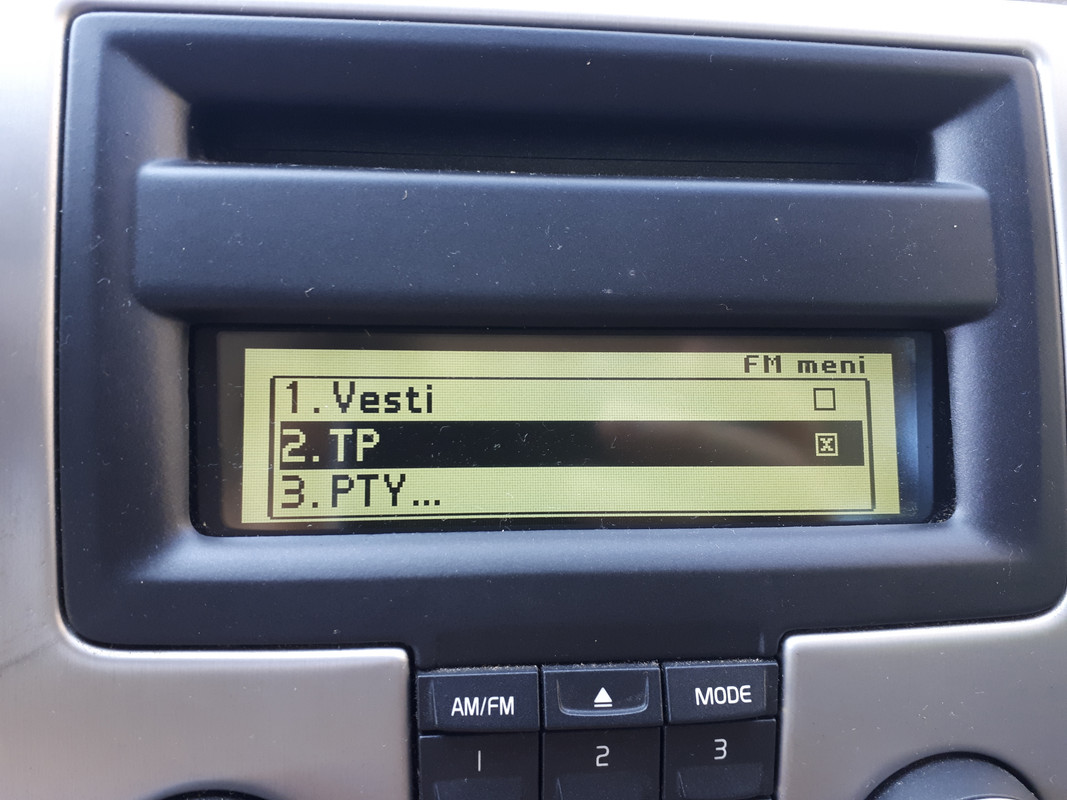 FM meni
1. Vesti
2. TP
3. PTY...
AM/FM
MODE
1 2 3